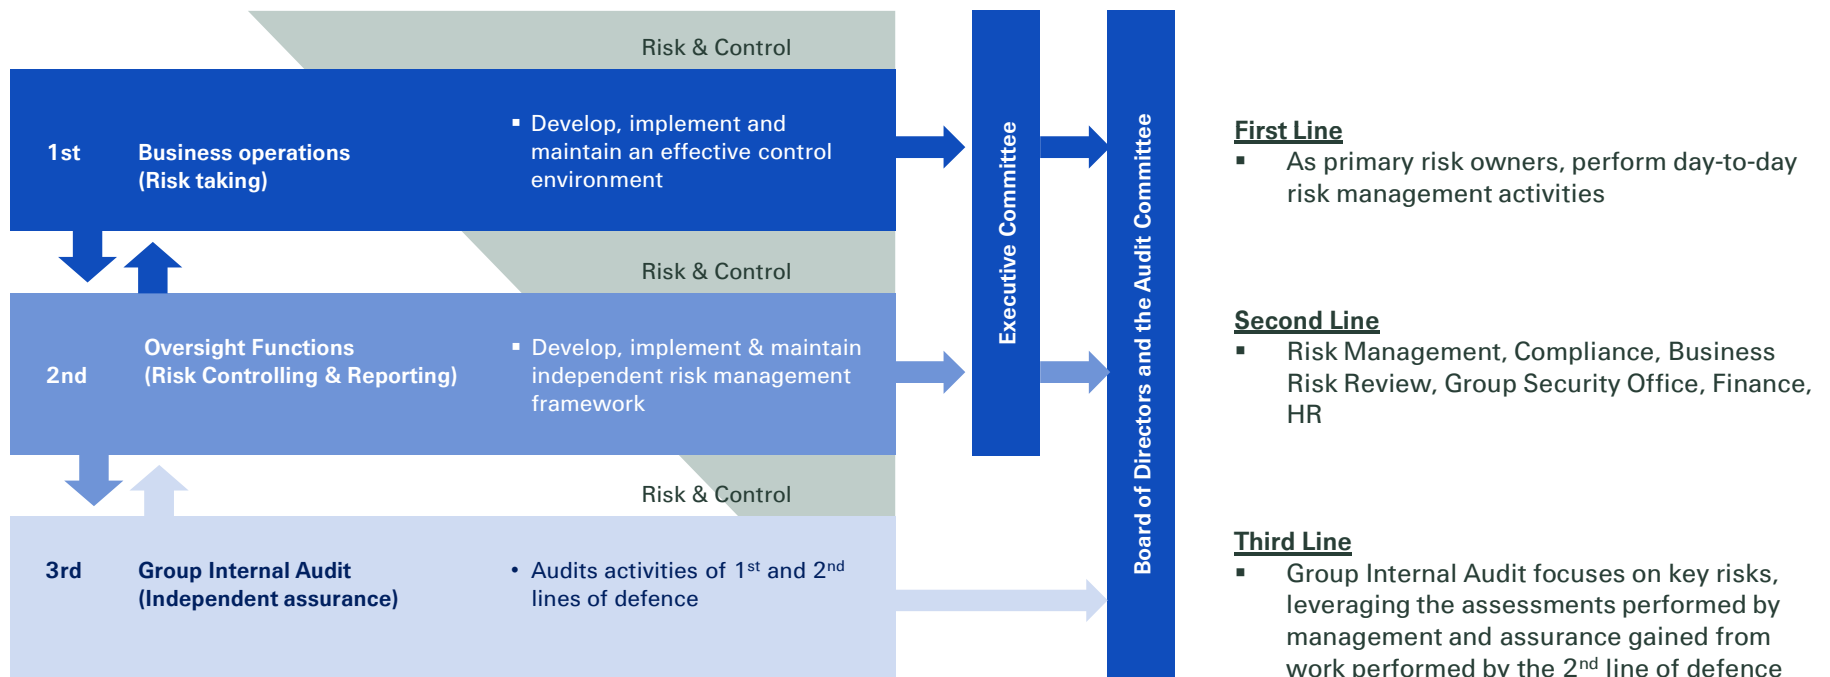 Risk & Control
1st
Business operations
(Risk taking)
▪ Develop, implement and
maintain an effective control
environment
Risk & Control
2nd
Oversight Functions
(Risk Controlling & Reporting)
▪ Develop, implement & maintain
independent risk management
framework
Risk & Control
3rd
Group Internal Audit
(Independent assurance)
• Audits activities of 1st and 2nd
lines of defence
Executive Committee
Board of Directors and the Audit Committee
First Line
▪ As primary risk owners, perform day-to-day
risk management activities
Second Line
▪ Risk Management, Compliance, Business
Risk Review, Group Security Office, Finance,
HR
Third Line
▪ Group Internal Audit focuses on key risks,
leveraging the assessments performed by
management and assurance gained from
work performed by the 2nd line of defence